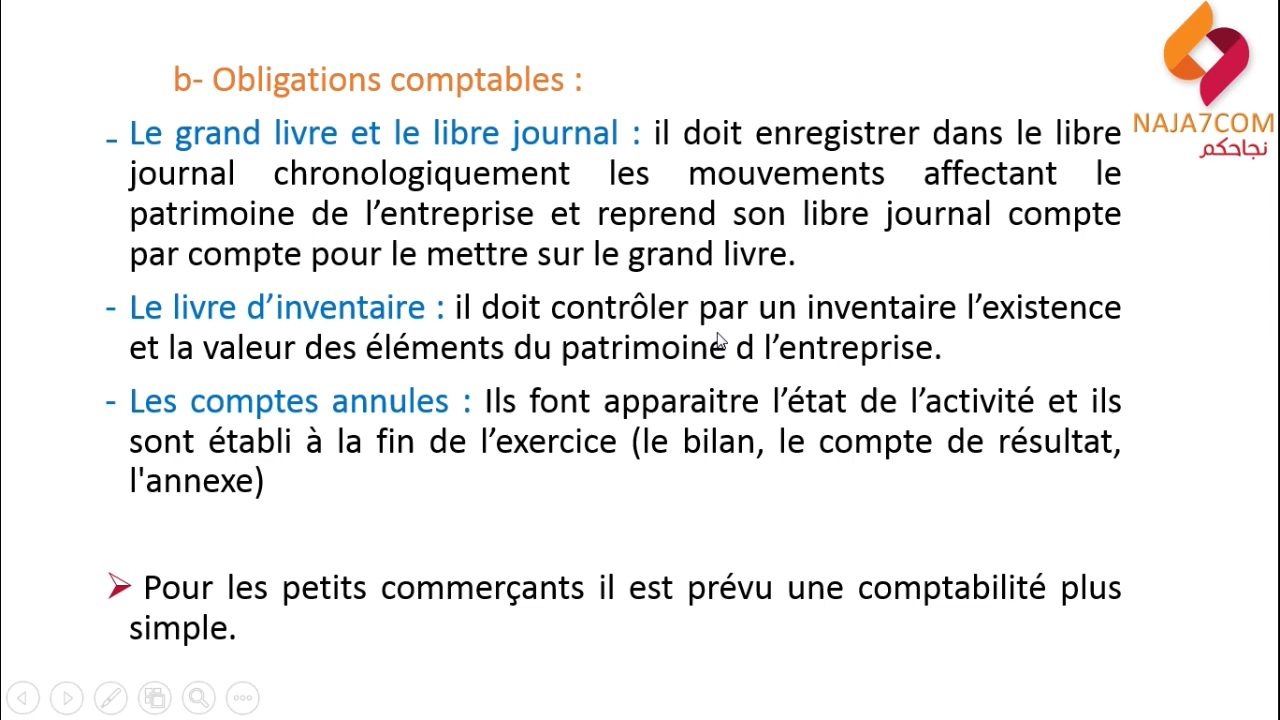 b- Obligations comptables :
- Le grand livre et le libre journal : il doit enregistrer dans le libre
journal chronologiquement les mouvements affectant le
patrimoine de l’entreprise et reprend son libre journal compte
par compte pour le mettre sur le grand livre.
- Le livre d’inventaire : il doit contrôler par un inventaire l’existence
et la valeur des éléments du patrimoine d l’entreprise.
- Les comptes annules : Ils font apparaitre l’état de l’activité et ils
sont établi à la fin de l’exercice (le bilan, le compte de résultat,
l'annexe)
Pour les petits commerçants il est prévu une comptabilité plus
simple.
NAJA7COM
نجاحكم